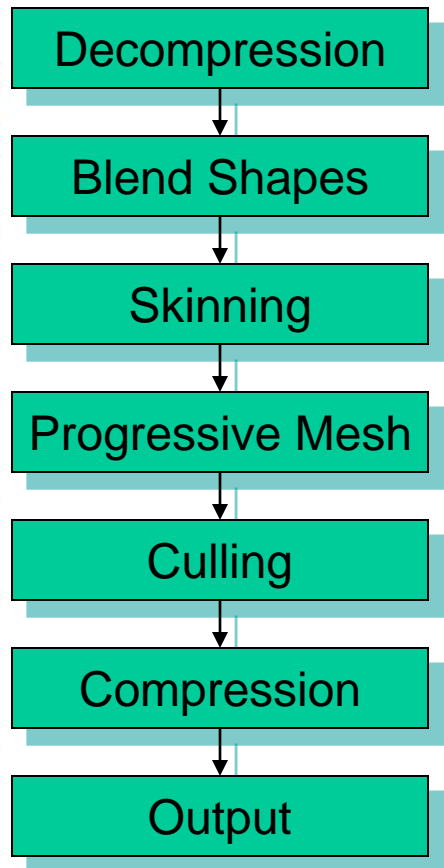 Decompression
Blend Shapes
Skinning
Progressive Mesh
Culling
Compression
Output